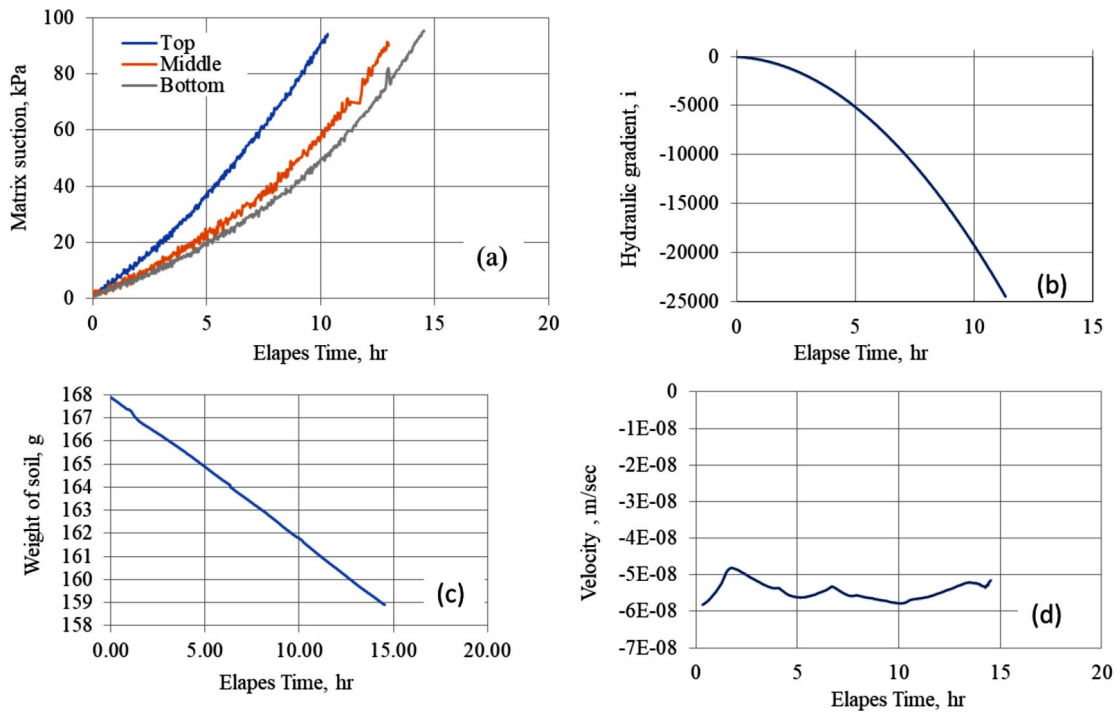 Matrix suction, kPa
100
80
60
40
20
0
Top
Middle
Bottom
(a)
0 5 10 15 20
Elapes Time, hr
Hydraulic gradient, i
0
-5000
-10000
-15000
-20000
-25000
(b)
0 5 10 15
Elapse Time, hr
Weight of soil, g
168
167
166
165
164
163
162
161
160
159
158
(c)
0.00 5.00 10.00 15.00 20.00
Elapes Time, hr
Velocity , m/sec
0
-1E-08
-2E-08
-3E-08
-4E-08
-5E-08
-6E-08
-7E-08
(d)
0 5 10 15 20
Elapes Time, hr